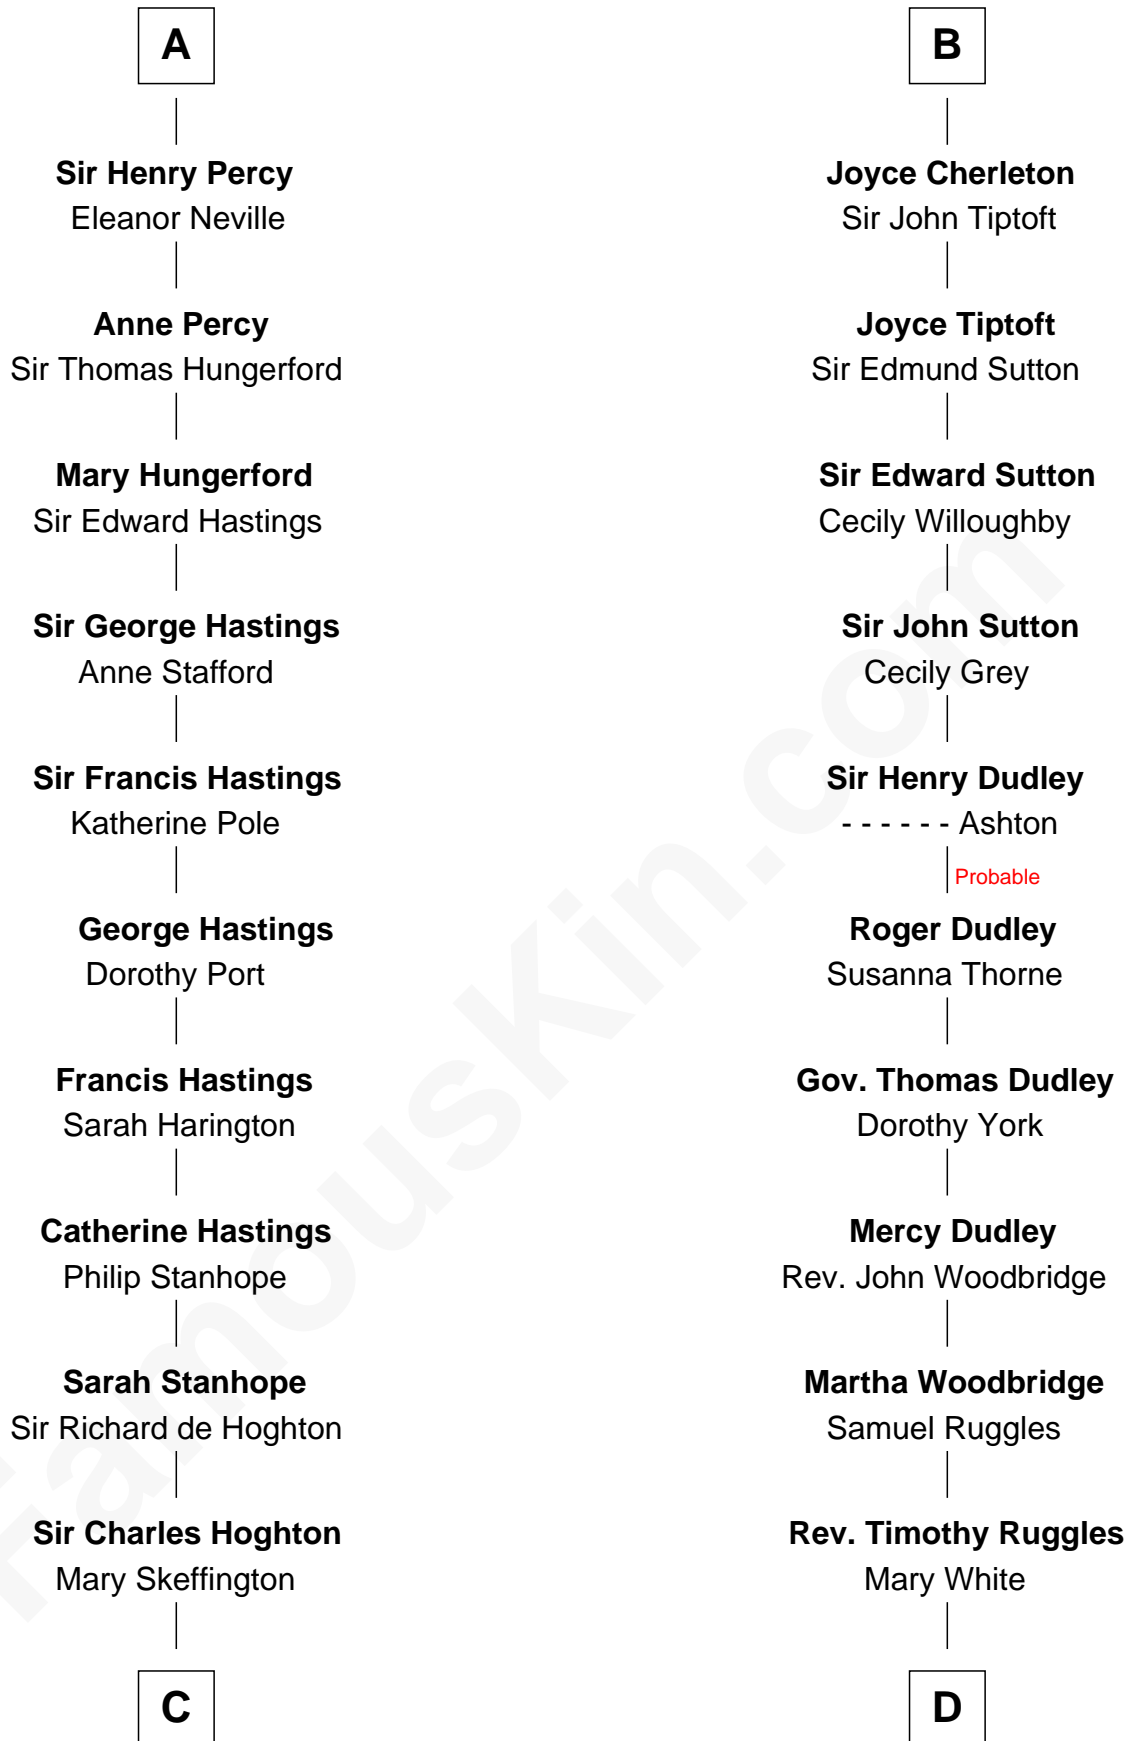 A
Sir Henry Percy
Eleanor Neville
Anne Percy
Sir Thomas Hungerford
Mary Hungerford
Sir Edward Hastings
Sir George Hastings
Anne Stafford
Sir Francis Hastings
Katherine Pole
George Hastings
Dorothy Port
Francis Hastings
Sarah Harington
Catherine Hastings
Philip Stanhope
Sarah Stanhope
Sir Richard de Hoghton
Sir Charles Hoghton
Mary Skeffington
C
B
Joyce Cherleton
Sir John Tiptoft
Joyce Tiptoft
Sir Edmund Sutton
Sir Edward Sutton
Cecily Willoughby
Sir John Sutton
Cecily Grey
Sir Henry Dudley
- - - - - - Ashton
Probable
Roger Dudley
Susanna Thorne
Gov. Thomas Dudley
Dorothy York
Mercy Dudley
Rev. John Woodbridge
Martha Woodbridge
Samuel Ruggles
Rev. Timothy Ruggles
Mary White
D
FamousKin.com